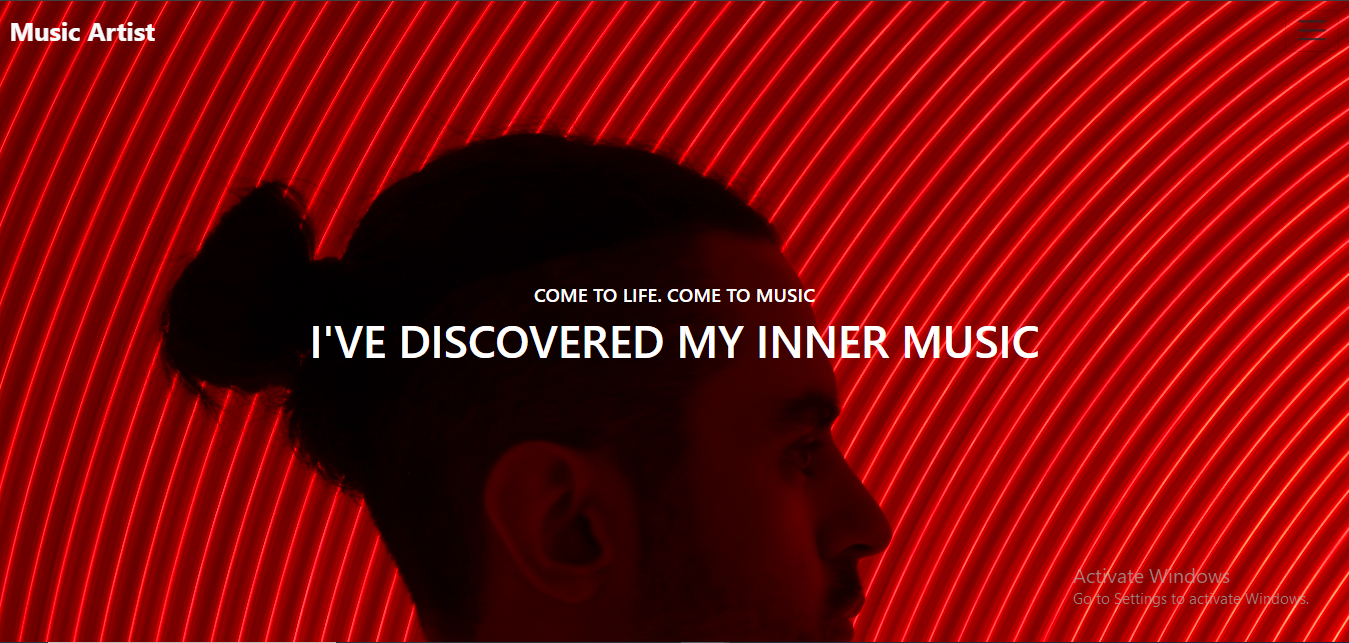 Music Artist
COME TO LIFE. COME TO MUSIC
I'VE DISCOVERED MY INNER MUSIC
Activate Windows
Go to Settings to activate Windows.